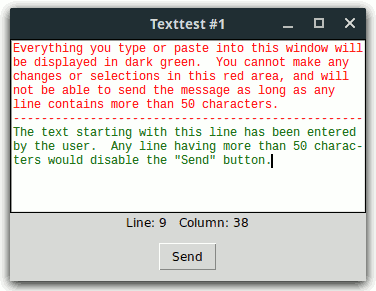 Texttest #1
Everything you type or paste into this window will
be displayed in dark green.  You cannot make any
changes or selections in this red area, and will
not be able to send the message as long as any
line contains more than 50 characters.
--------------------------------------------------
The text starting with this line has been entered
by the user.  Any line having more than 50 charac-
ters would disable the "Send" button.
Line: 9   Column: 38
Send